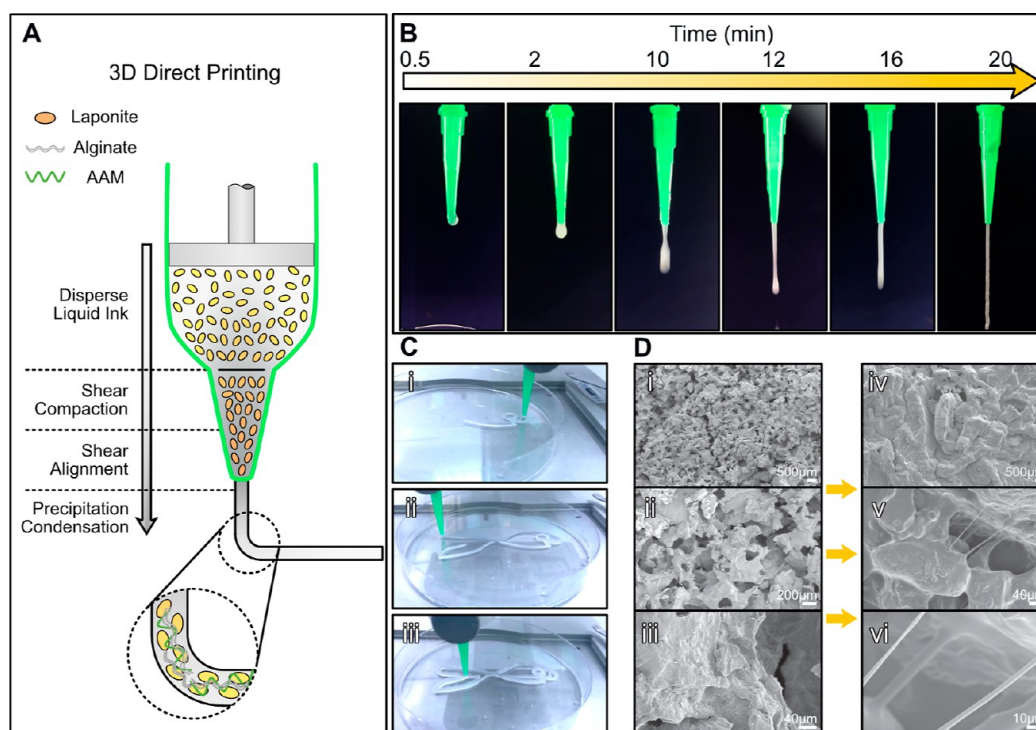 A
3D Direct Printing
Laponite
Alginate
AAM
Disperse
Liquid Ink
Shear
Compaction
Shear
Alignment
Precipitation
Condensation
B
Time (min)
0.5 2 10 12 16 20
C
i
ii
iii
D
i
500µm
ii
200µm
iii
40µm
iv
500µm
v
40µm
vi
10µm